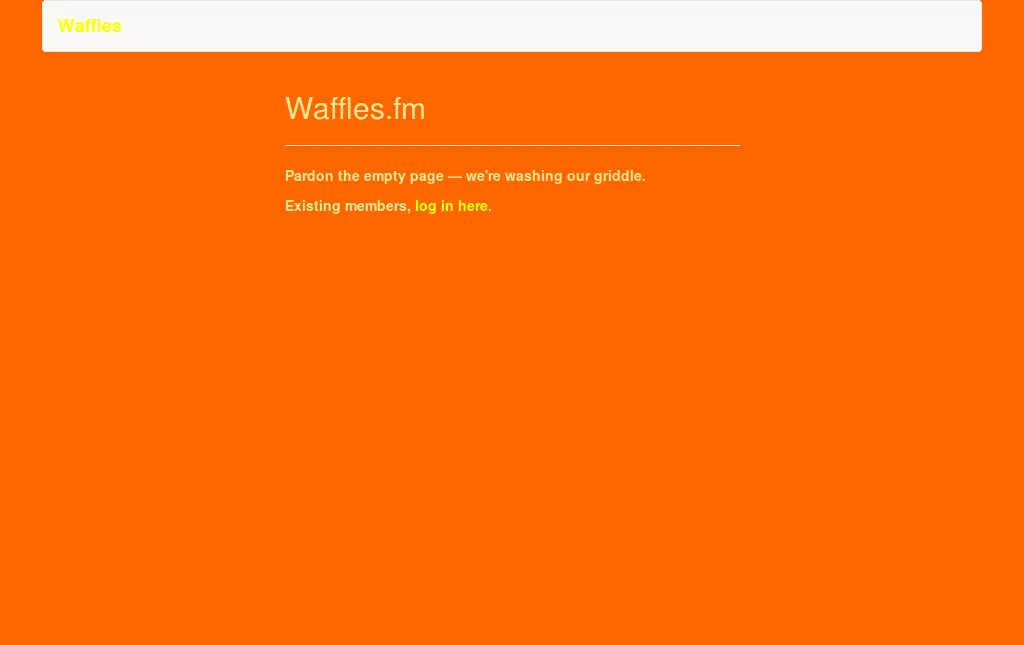 Waffles
Waffles.fm
Pardon the empty page — we're washing our griddle.
Existing members, log in here.